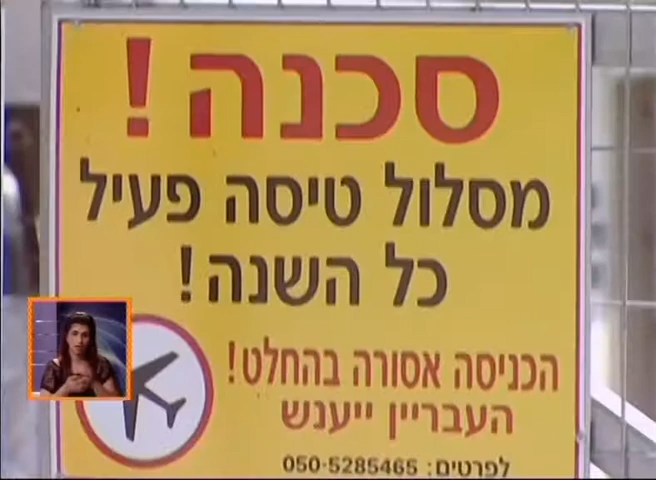 סכנה!
מסלול טיסה פעיל
כל השנה!
הכניסה אסורה בהחלט!
העבריין ייענש
לפרטים: 050-5285465